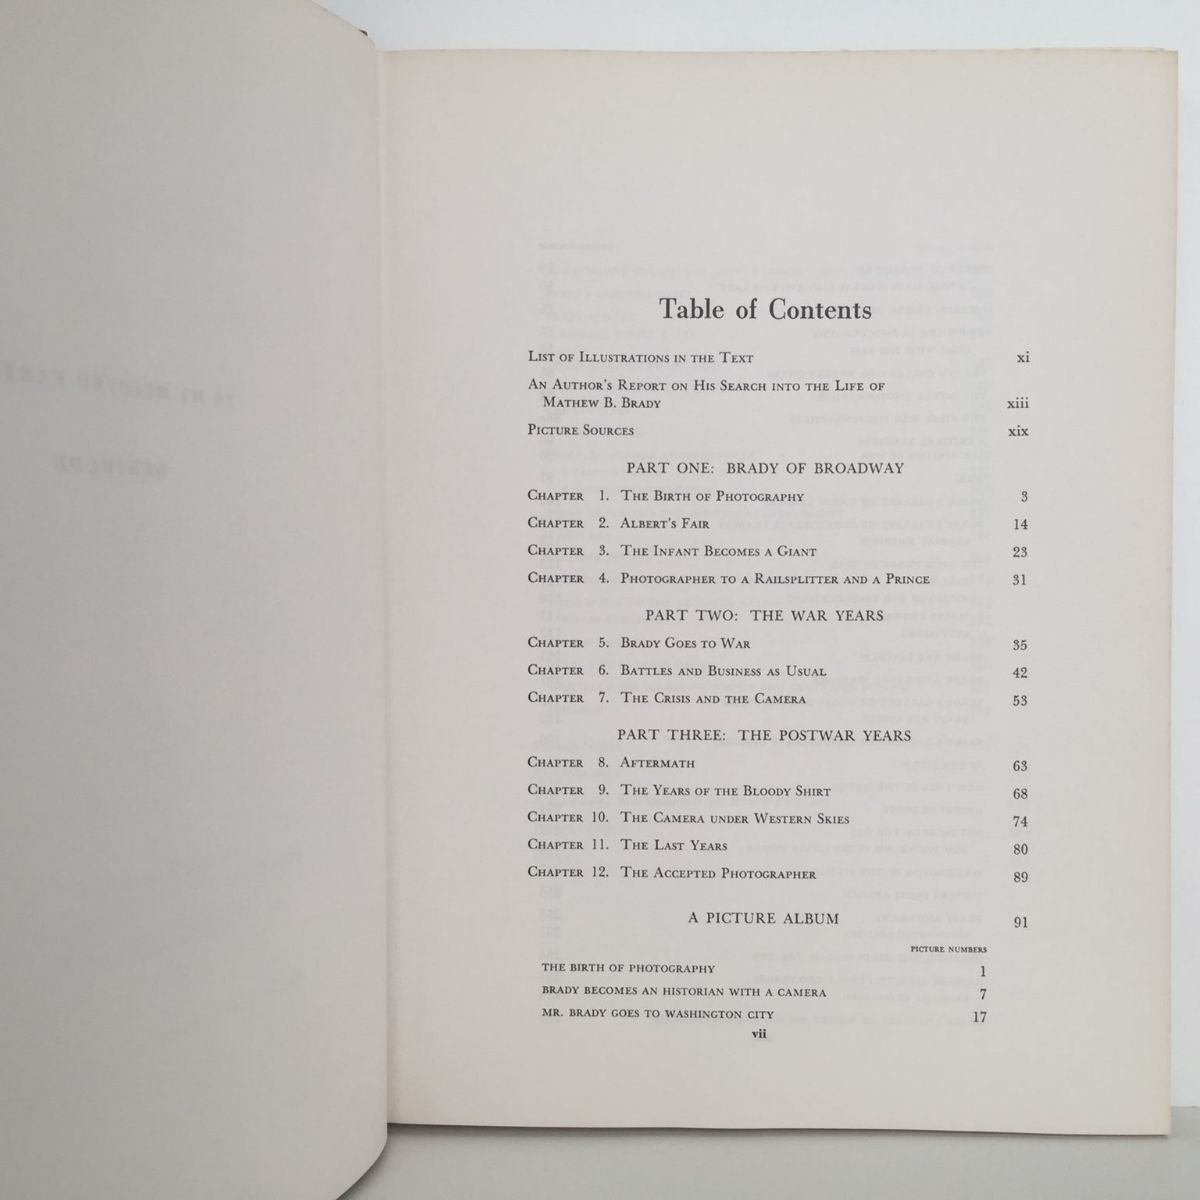 Table of Contents
List of Illustrations in the Text xi
An Author's Report on His Search into the Life of
Mathew B. Brady xiii
Picture Sources xix
PART ONE: BRADY OF BROADWAY
Chapter 1. The Birth of Photography 3
Chapter 2. Albert's Fair 14
Chapter 3. The Infant Becomes a Giant 23
Chapter 4. Photographer to a Railsplitter and a Prince 31
PART TWO: THE WAR YEARS
Chapter 5. Brady Goes to War 35
Chapter 6. Battles and Business as Usual 42
Chapter 7. The Crisis and the Camera 53
PART THREE: THE POSTWAR YEARS
Chapter 8. Aftermath 63
Chapter 9. The Years of the Bloody Shirt 68
Chapter 10. The Camera under Western Skies 74
Chapter 11. The Last Years 80
Chapter 12. The Accepted Photographer 89
A PICTURE ALBUM 91
PICTURE NUMBERS
THE BIRTH OF PHOTOGRAPHY 1
BRADY BECOMES AN HISTORIAN WITH A CAMERA 7
MR. BRADY GOES TO WASHINGTON CITY 17
vii